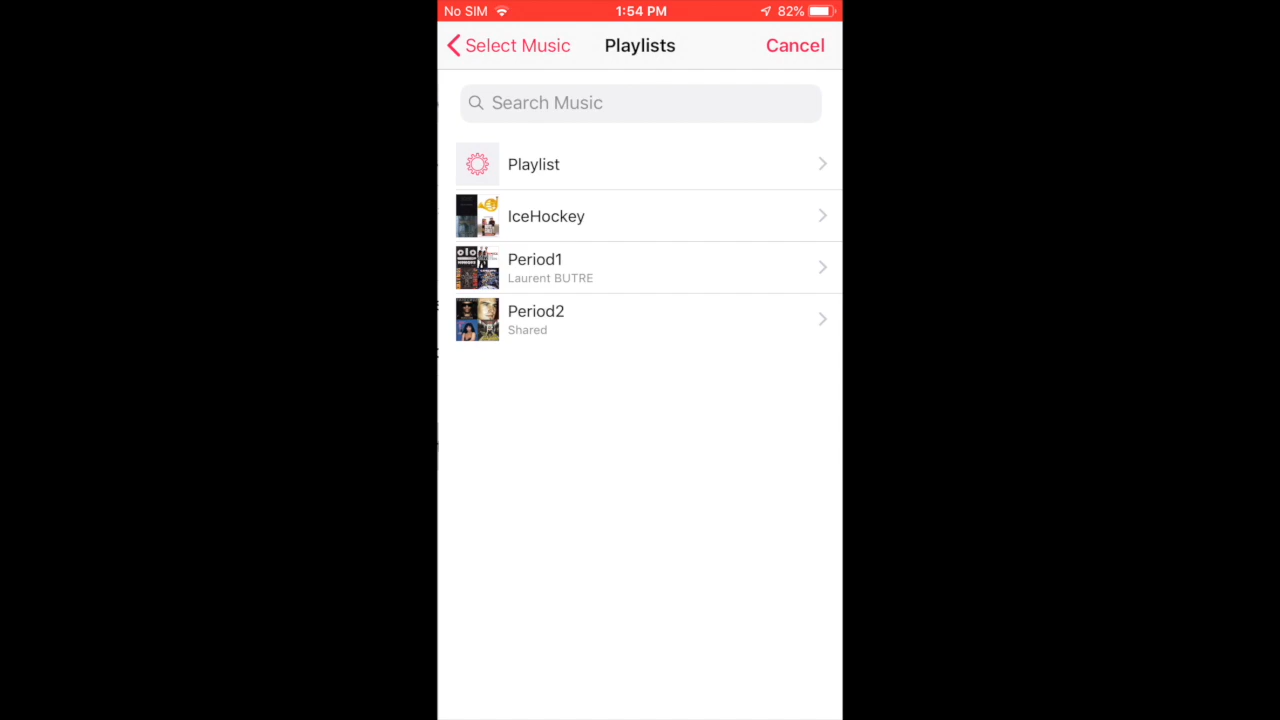 No SIM 1:54 PM 82%
Select Music Playlists Cancel
Search Music
Playlist
IceHockey
Period1
Laurent BUTRE
Period2
Shared